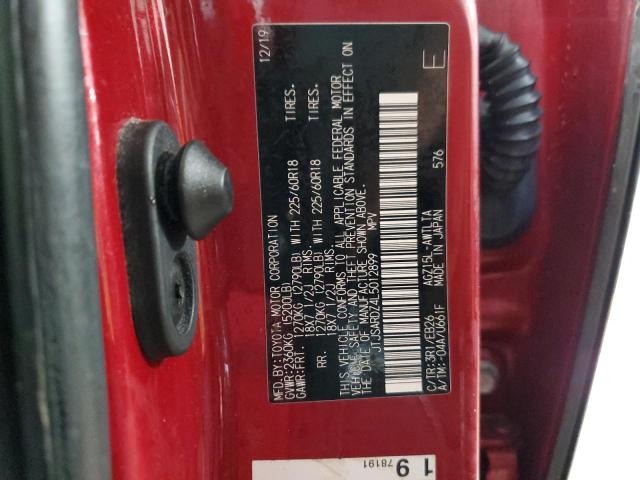 MFD.BY:TOYOTA MOTOR CORPORATION 12/19
GVWR:2360KG (5200LB)
GAWR:FRT. 1270KG (2790LB) WITH 225/60R18 TIRES.
18X7 1/2J RIMS.
RR. 1270KG (2790LB) WITH 225/60R18 TIRES.
18X7 1/2J RIMS.
THIS VEHICLE CONFORMS TO ALL APPLICABLE FEDERAL MOTOR
VEHICLE SAFETY AND THEFT PREVENTION STANDARDS IN EFFECT ON
THE DATE OF MANUFACTURE SHOWN ABOVE.
JTJSARDZ4L5012899 MPV
E
AGZ15L-AWTLTA
C/TR:3R1/EB26 MADE IN JAPAN
A/TM:-04A/U661F 576
1 9
78191